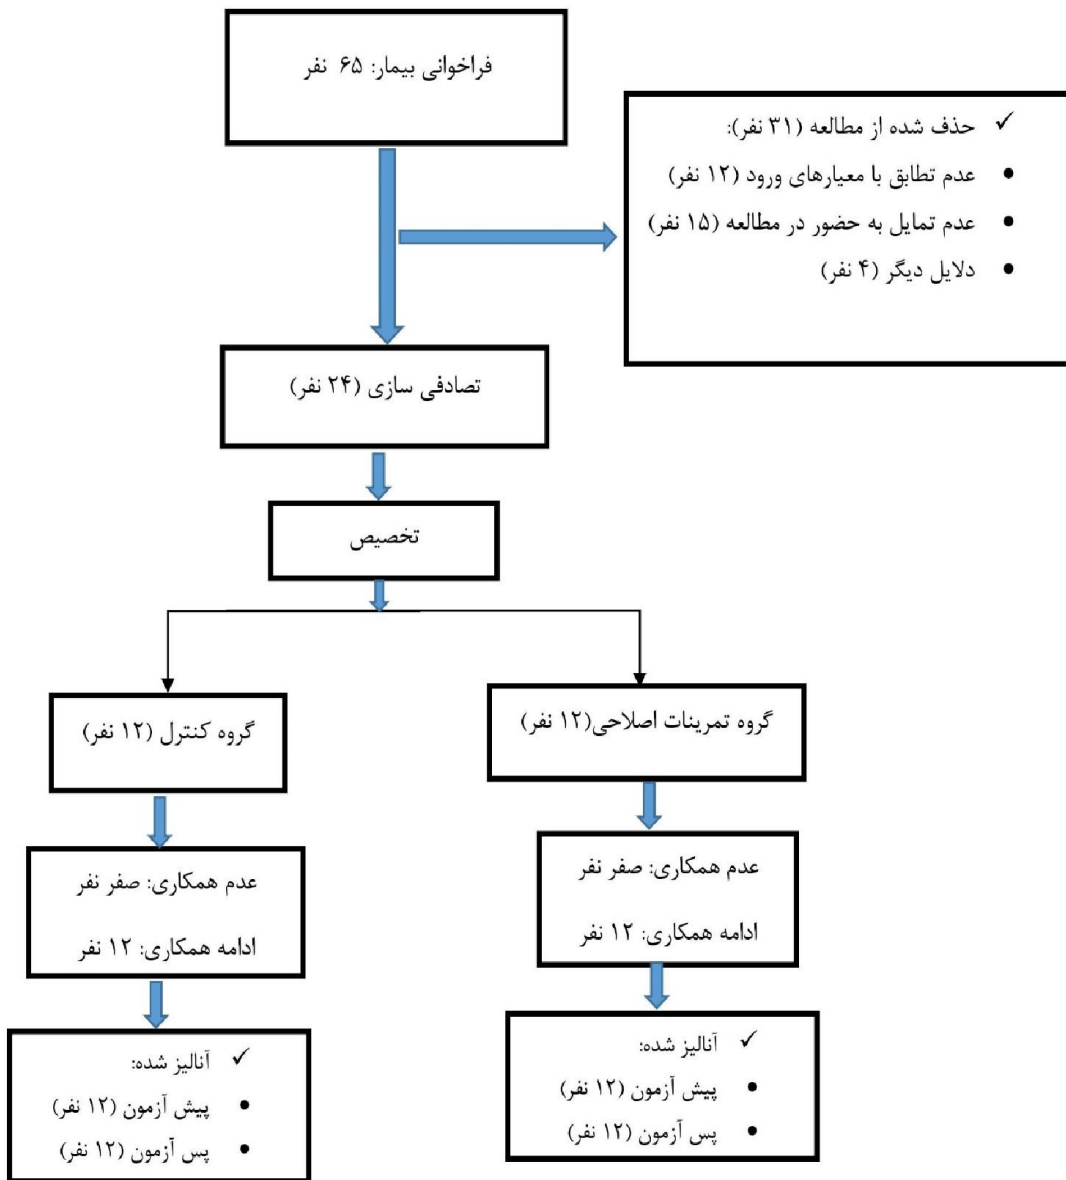 فراخوانی بیمار: ۶۵ نفر
✓ حذف شده از مطالعه (۳۱ نفر):
• عدم تطابق با معیارهای ورود (۱۲ نفر)
• عدم تمایل به حضور در مطالعه (۱۵ نفر)
• دلایل دیگر (۴ نفر)
تصادفی سازی (۲۴ نفر)
تخصیص
گروه تمرینات اصلاحی(۱۲ نفر)
عدم همکاری: صفر نفر
ادامه همکاری: ۱۲ نفر
✓ آنالیز شده:
• پیش آزمون (۱۲ نفر)
• پس آزمون (۱۲ نفر)
گروه کنترل (۱۲ نفر)
عدم همکاری: صفر نفر
ادامه همکاری: ۱۲ نفر
✓ آنالیز شده:
• پیش آزمون (۱۲ نفر)
• پس آزمون (۱۲ نفر)